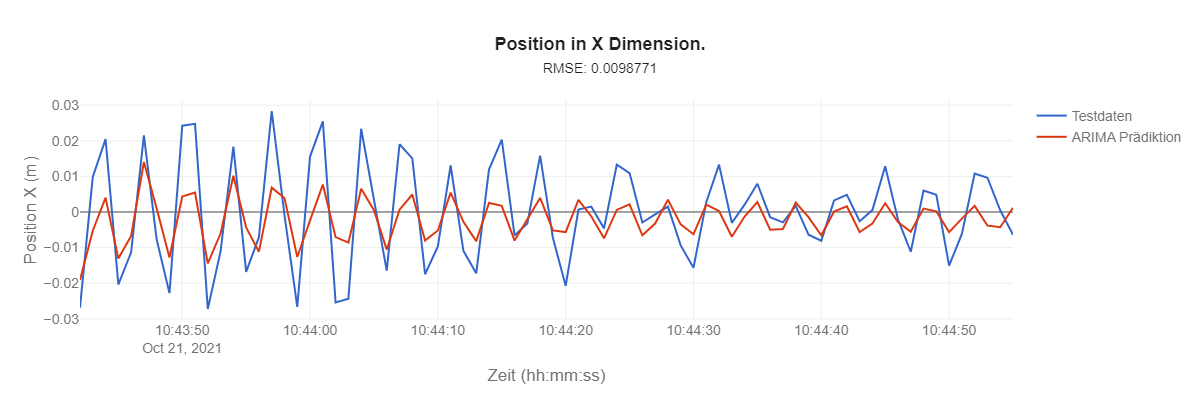 Position in X Dimension.
RMSE: 0.0098771
Position X (m)
0.03
0.02
0.01
0
−0.01
−0.02
−0.03
10:43:50 10:44:00 10:44:10 10:44:20 10:44:30 10:44:40 10:44:50
Oct 21, 2021
Zeit (hh:mm:ss)
Testdaten
ARIMA Prädiktion